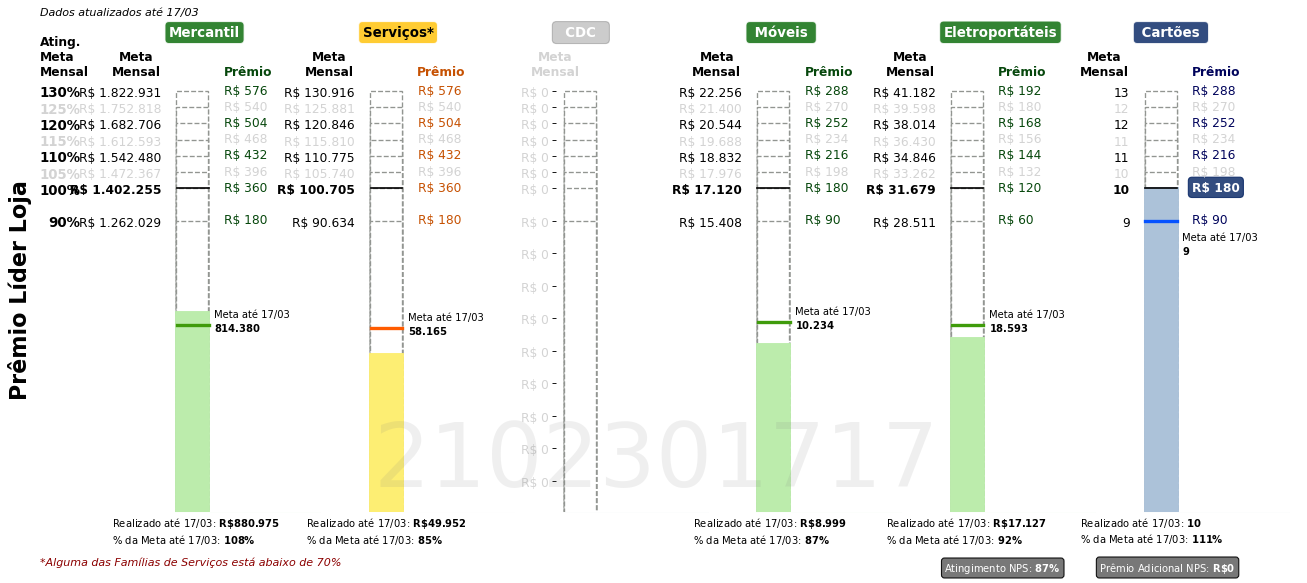 Dados atualizados até 17/03
Mercantil Serviços* CDC Móveis Eletroportáteis Cartões
Ating. Meta Mensal
Meta Mensal Prêmio Meta Mensal Prêmio Meta Mensal Meta Mensal Prêmio Meta Mensal Prêmio Meta Mensal Prêmio
130% R$ 1.822.931 R$ 576 R$ 130.916 R$ 576 R$ 0 R$ 22.256 R$ 288 R$ 41.182 R$ 192 13 R$ 288
125% R$ 1.752.818 R$ 540 R$ 125.881 R$ 540 R$ 0 R$ 21.400 R$ 270 R$ 39.598 R$ 180 12 R$ 270
120% R$ 1.682.706 R$ 504 R$ 120.846 R$ 504 R$ 0 R$ 20.544 R$ 252 R$ 38.014 R$ 168 12 R$ 252
115% R$ 1.612.593 R$ 468 R$ 115.810 R$ 468 R$ 0 R$ 19.688 R$ 234 R$ 36.430 R$ 156 11 R$ 234
110% R$ 1.542.480 R$ 432 R$ 110.775 R$ 432 R$ 0 R$ 18.832 R$ 216 R$ 34.846 R$ 144 11 R$ 216
105% R$ 1.472.367 R$ 396 R$ 105.740 R$ 396 R$ 0 R$ 17.976 R$ 198 R$ 33.262 R$ 132 10 R$ 198
100% R$ 1.402.255 R$ 360 R$ 100.705 R$ 360 R$ 0 R$ 17.120 R$ 180 R$ 31.679 R$ 120 10 R$ 180
90% R$ 1.262.029 R$ 180 R$ 90.634 R$ 180 R$ 0 R$ 15.408 R$ 90 R$ 28.511 R$ 60 9 R$ 90
Prêmio Líder Loja
R$ 0
R$ 0
R$ 0
R$ 0
R$ 0
R$ 0
R$ 0
R$ 0
Meta até 17/03
814.380
Meta até 17/03
58.165
Meta até 17/03
10.234
Meta até 17/03
18.593
Meta até 17/03
9
2102301717
Realizado até 17/03: R$880.975 Realizado até 17/03: R$49.952 Realizado até 17/03: R$8.999 Realizado até 17/03: R$17.127 Realizado até 17/03: 10
% da Meta até 17/03: 108% % da Meta até 17/03: 85% % da Meta até 17/03: 87% % da Meta até 17/03: 92% % da Meta até 17/03: 111%
*Alguma das Famílias de Serviços está abaixo de 70%
Atingimento NPS: 87% Prêmio Adicional NPS: R$0